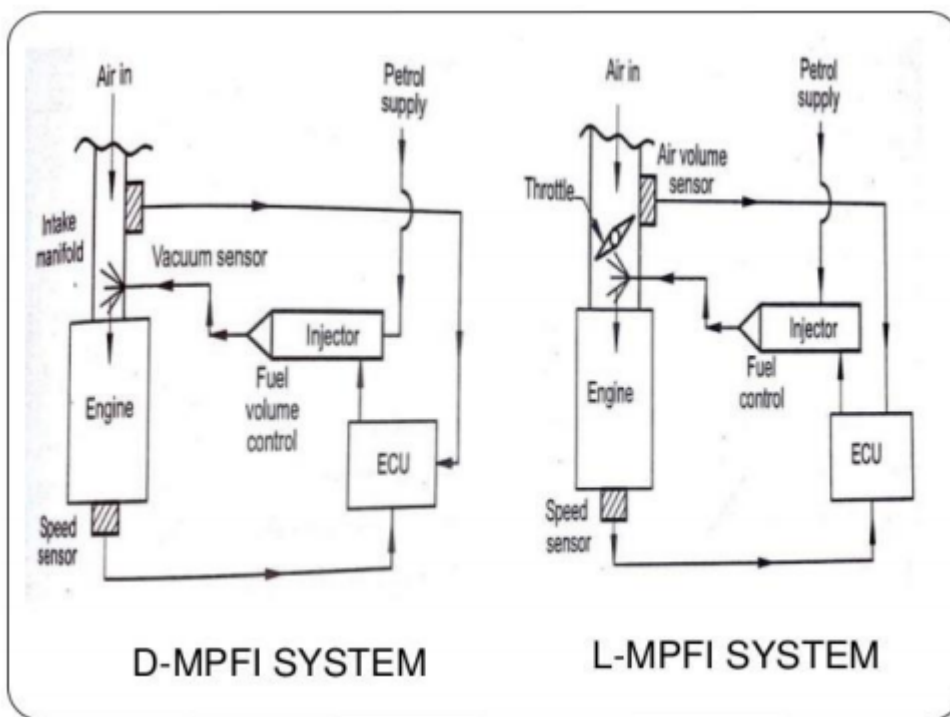 Air in
Petrol
supply
Intake
manifold
Vacuum sensor
Injector
Fuel
volume
control
Engine
ECU
Speed
sensor
D-MPFI SYSTEM
Air in
Petrol
supply
Air volume
sensor
Throttle
Injector
Fuel
control
Engine
ECU
Speed
sensor
L-MPFI SYSTEM